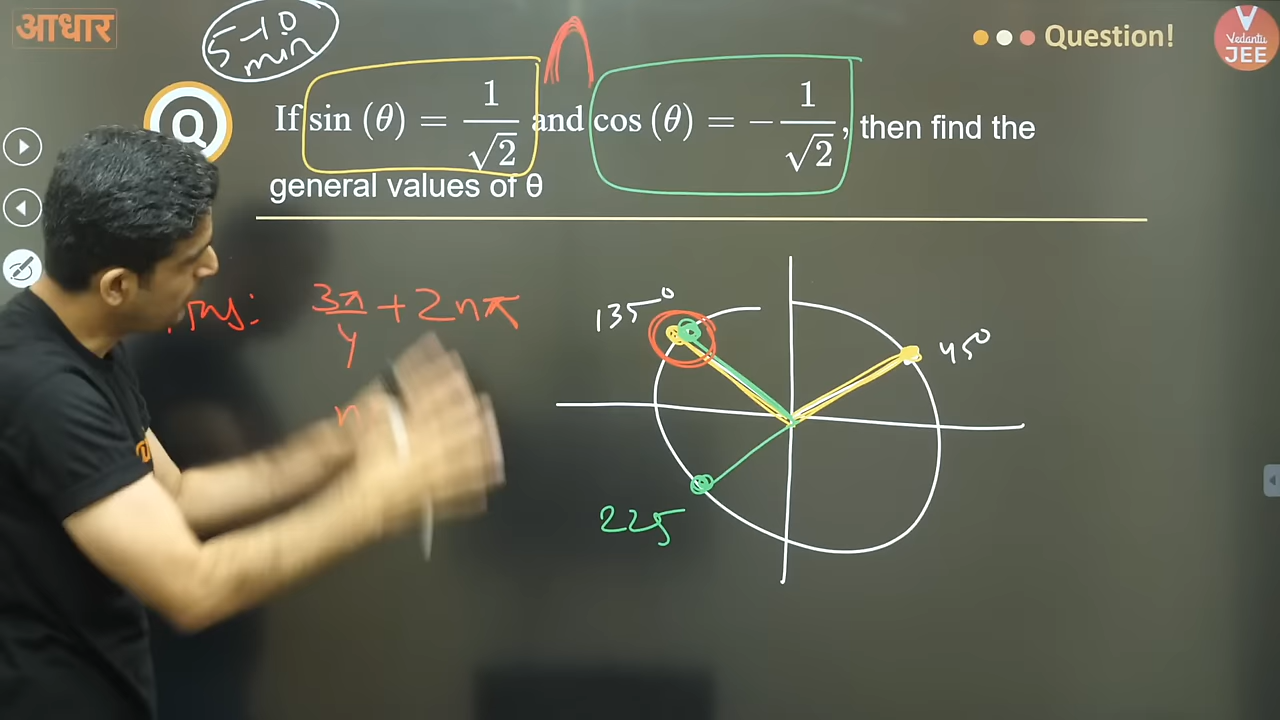 आधार
5-10
min
Question!
Vedantu
JEE
Q
If sin (θ) = 1/√2 and cos (θ) = -1/√2, then find the
general values of θ
Ans: 3π/4 + 2nπ
n
135°
45°
225